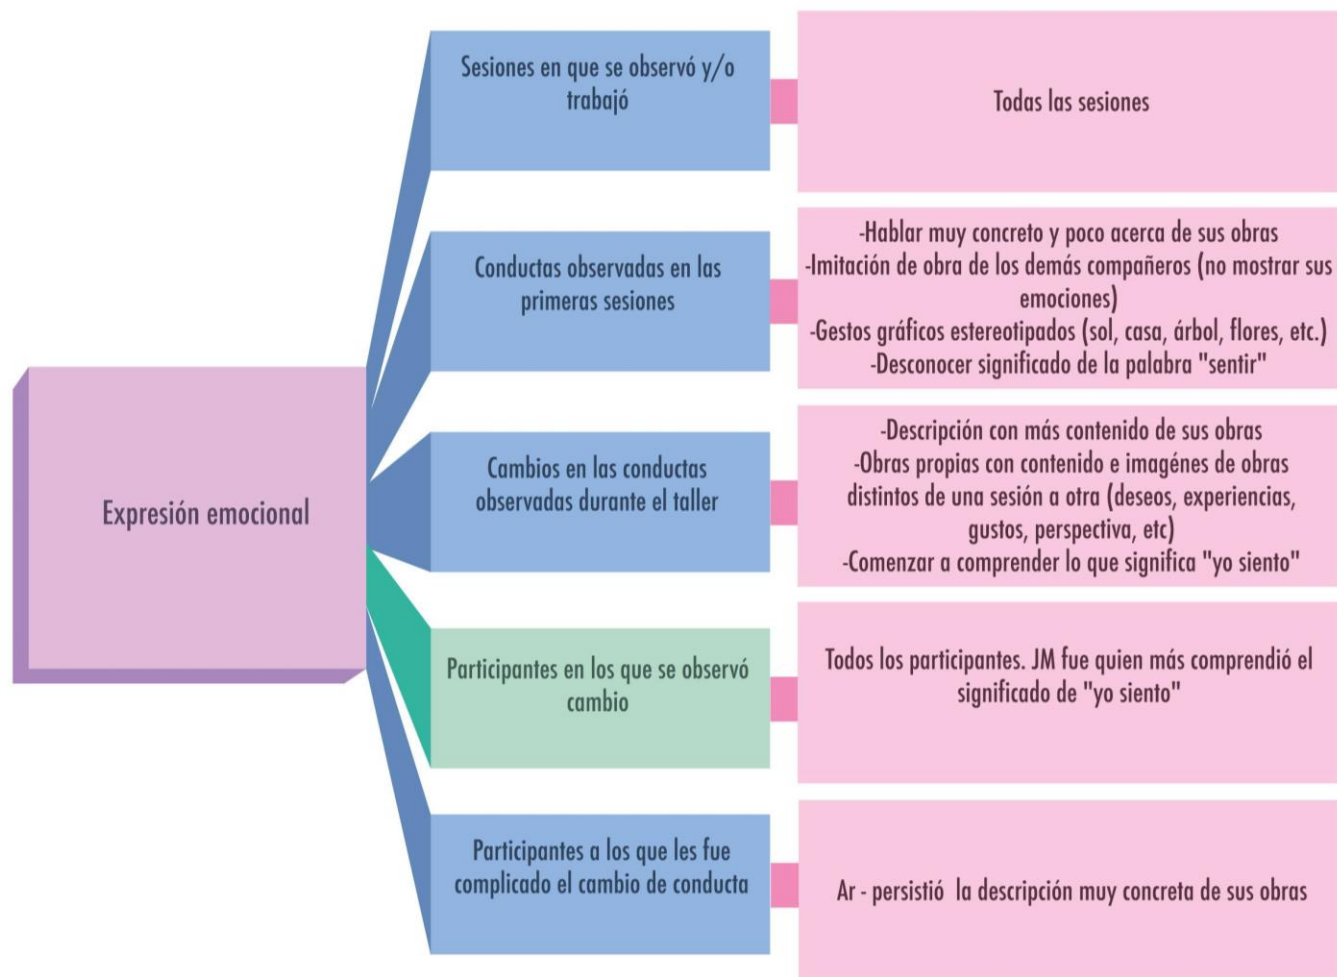 Expresión emocional
Sesiones en que se observó y/o
trabajó
Todas las sesiones
Conductas observadas en las
primeras sesiones
-Hablar muy concreto y poco acerca de sus obras
-Imitación de obra de los demás compañeros (no mostrar sus
emociones)
-Gestos gráficos estereotipados (sol, casa, árbol, flores, etc.)
-Desconocer significado de la palabra "sentir"
Cambios en las conductas
observadas durante el taller
-Descripción con más contenido de sus obras
-Obras propias con contenido e imagénes de obras
distintos de una sesión a otra (deseos, experiencias,
gustos, perspectiva, etc)
-Comenzar a comprender lo que significa "yo siento"
Participantes en los que se observó
cambio
Todos los participantes. JM fue quien más comprendió el
significado de "yo siento"
Participantes a los que les fue
complicado el cambio de conducta
Ar - persistió la descripción muy concreta de sus obras